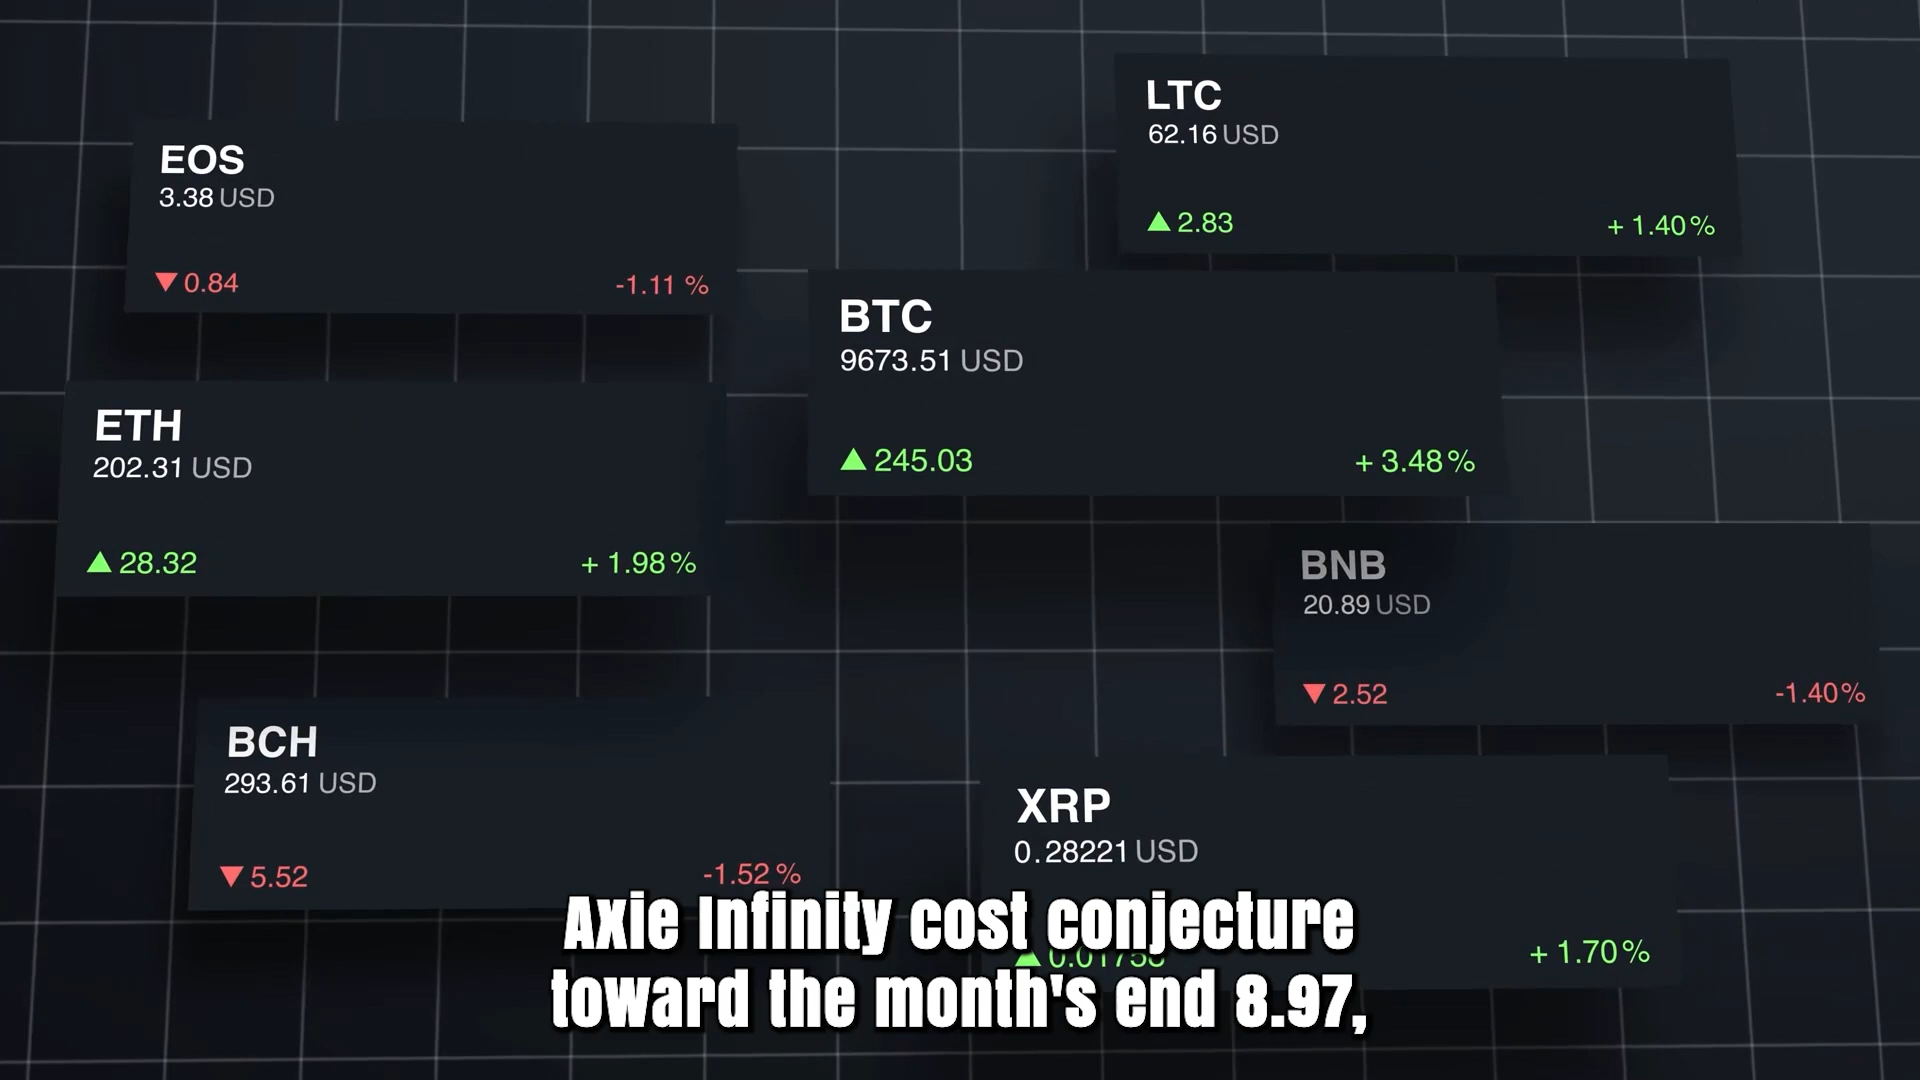 LTC
62.16 USD
▲ 2.83
+ 1.40%
EOS
3.38 USD
▼ 0.84
-1.11 %
BTC
9673.51 USD
▲ 245.03
+ 3.48%
ETH
202.31 USD
▲ 28.32
+ 1.98%
BNB
20.89 USD
▼ 2.52
-1.40%
BCH
293.61 USD
▼ 5.52
-1.52 %
XRP
0.28221 USD
+ 1.70%
Axie Infinity cost conjecture
toward the month's end 8.97,